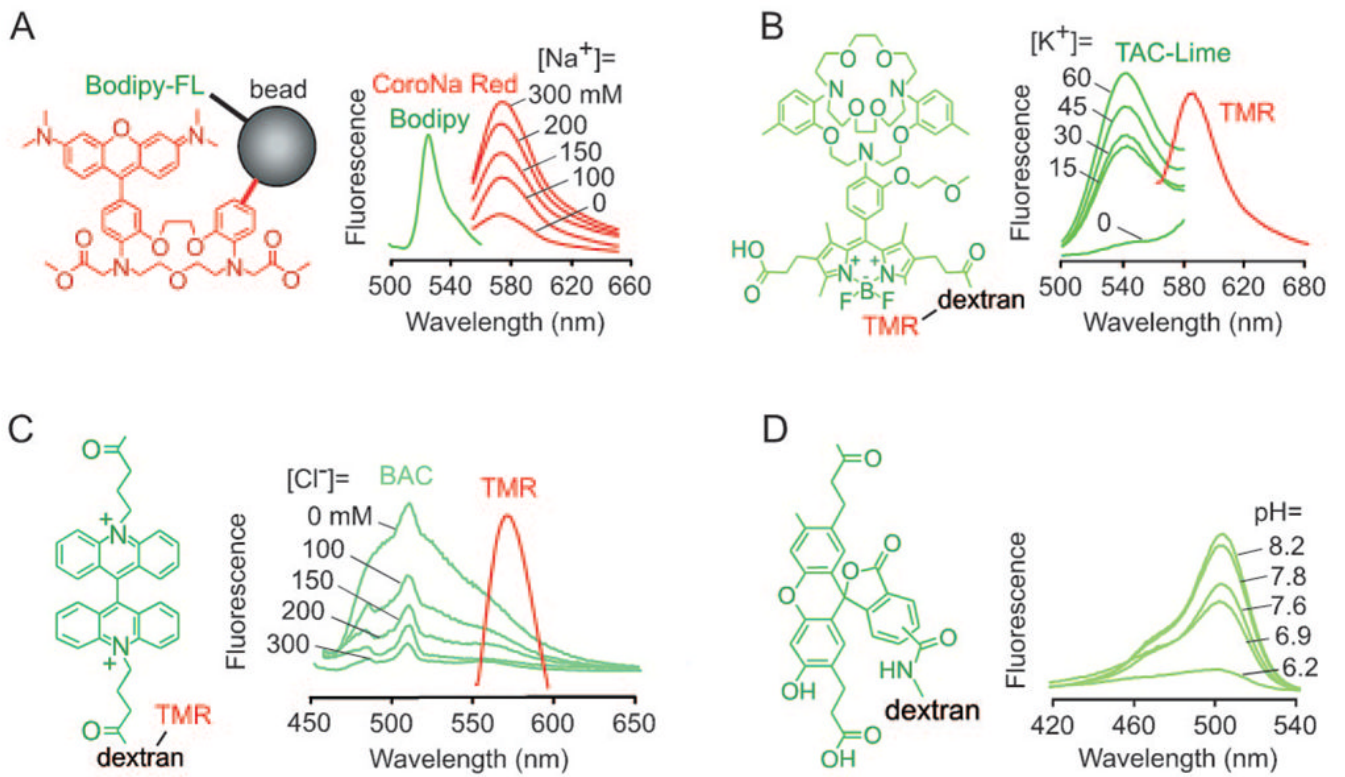 A
Bodipy-FL
bead
N
O
N
O
O
O
O
O
N
O
N
O
Fluorescence
CoroNa Red
Bodipy
[Na⁺]=
300 mM
200
150
100
0
500 540 580 620 660
Wavelength (nm)
B
O O
N N
O O
O O
N
O
O
HO
O
O
N N
+ +
-
B
F F
dextran
TMR
Fluorescence
[K⁺]=
TAC-Lime
60
45
30
15
0
TMR
500 540 580 620 680
Wavelength (nm)
C
O
+
N
N
+
O
TMR
dextran
Fluorescence
[Cl⁻]=
BAC
TMR
0 mM
100
150
200
300
450 500 550 600 650
Wavelength (nm)
D
O
O
O
O
O
HN
OH
dextran
O
OH
Fluorescence
pH=
8.2
7.8
7.6
6.9
6.2
420 460 500 540
Wavelength (nm)